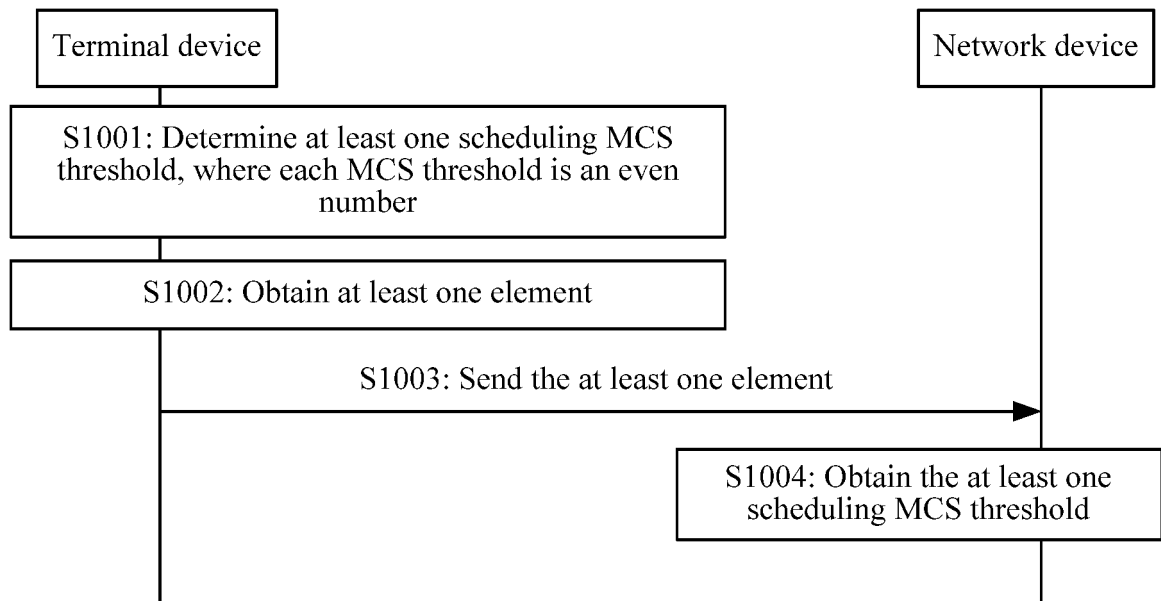 Terminal device
Network device
S1001: Determine at least one scheduling MCS
threshold, where each MCS threshold is an even
number
S1002: Obtain at least one element
S1003: Send the at least one element
S1004: Obtain the at least one
scheduling MCS threshold